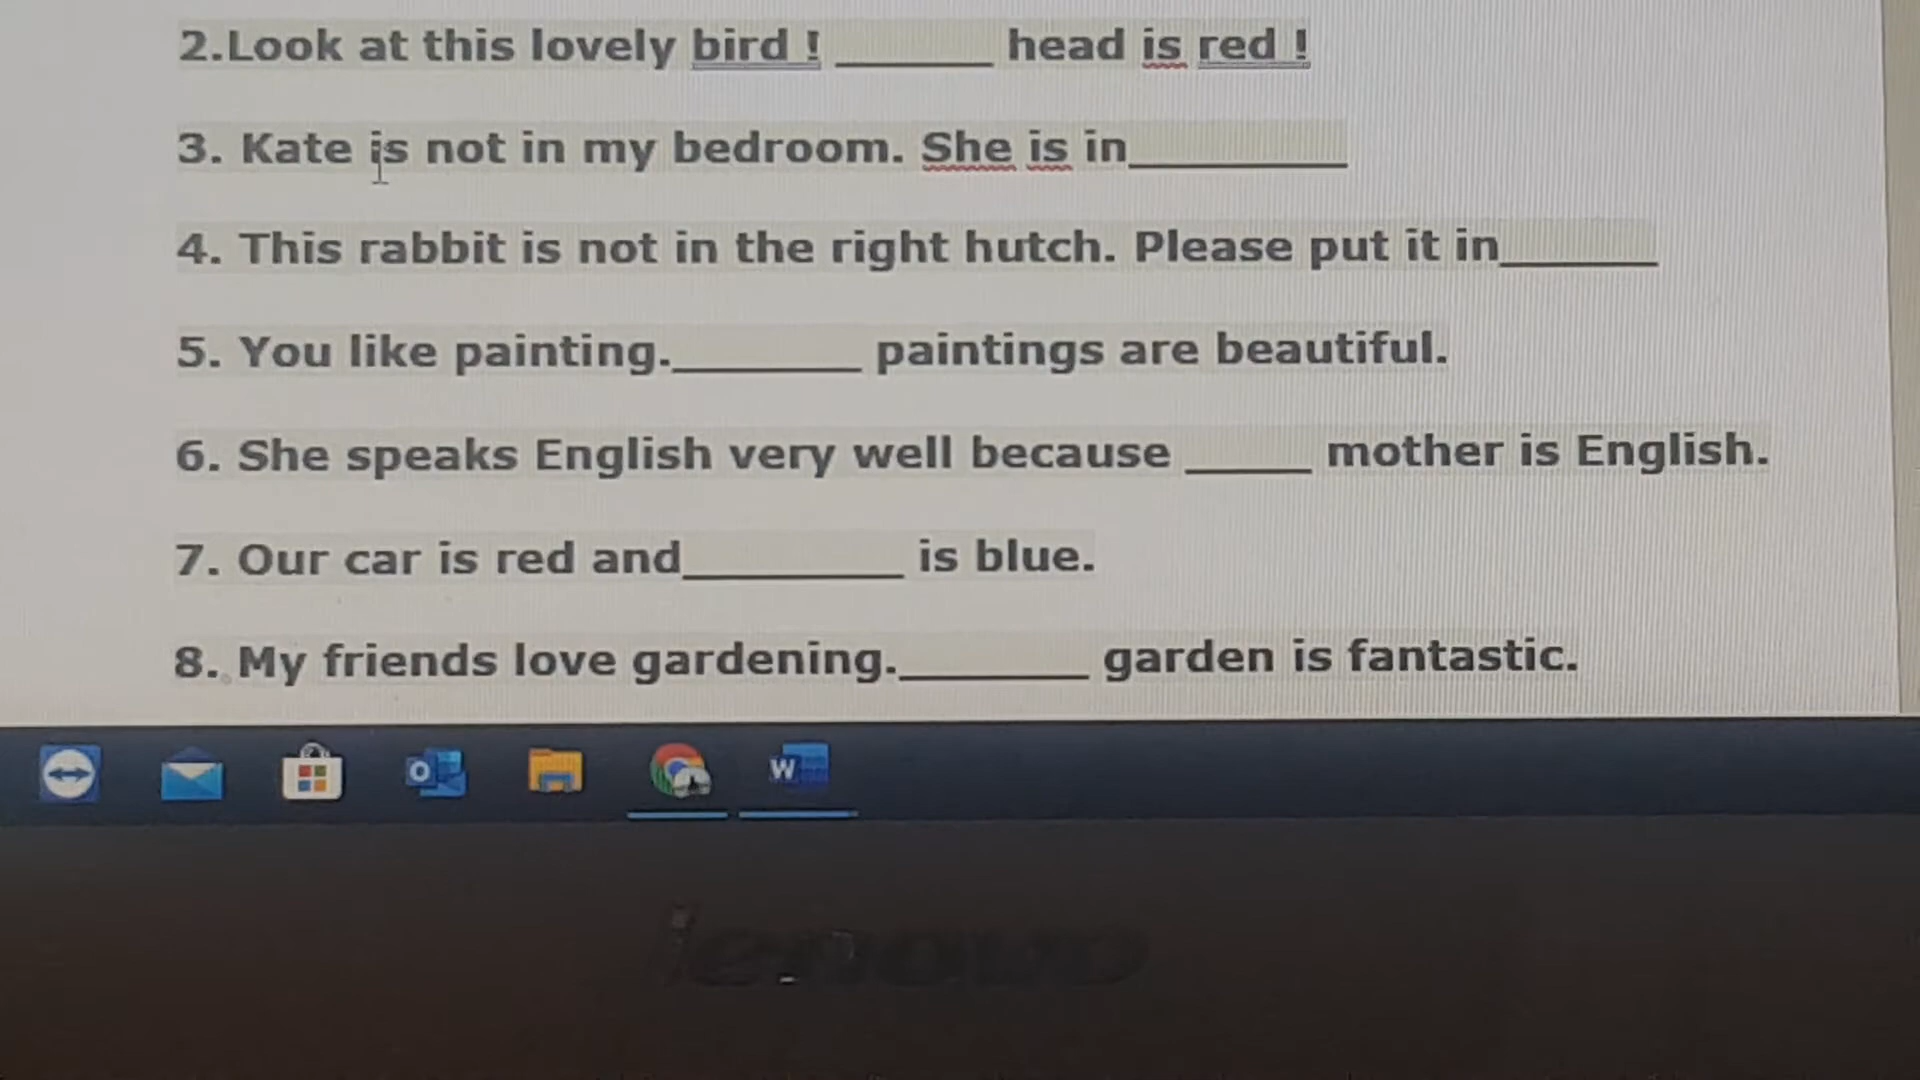 2.Look at this lovely bird ! ______ head is red !
3. Kate is not in my bedroom. She is in_________
4. This rabbit is not in the right hutch. Please put it in______
5. You like painting.________ paintings are beautiful.
6. She speaks English very well because _____ mother is English.
7. Our car is red and_________ is blue.
8. My friends love gardening.________ garden is fantastic.
O W
lenovo